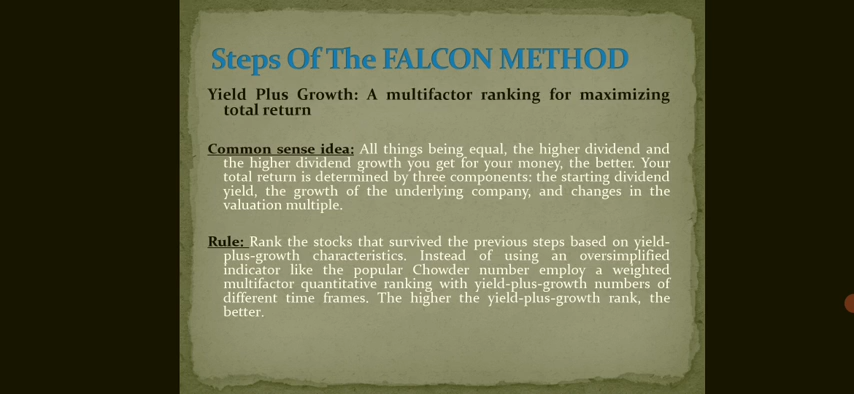 Steps Of The FALCON METHOD
Yield Plus Growth: A multifactor ranking for maximizing
total return
Common sense idea: All things being equal, the higher dividend and
the higher dividend growth you get for your money, the better. Your
total return is determined by three components: the starting dividend
yield, the growth of the underlying company, and changes in the
valuation multiple.
Rule: Rank the stocks that survived the previous steps based on yield-
plus-growth characteristics. Instead of using an oversimplified
indicator like the popular Chowder number employ a weighted
multifactor quantitative ranking with yield-plus-growth numbers of
different time frames. The higher the yield-plus-growth rank, the
better.